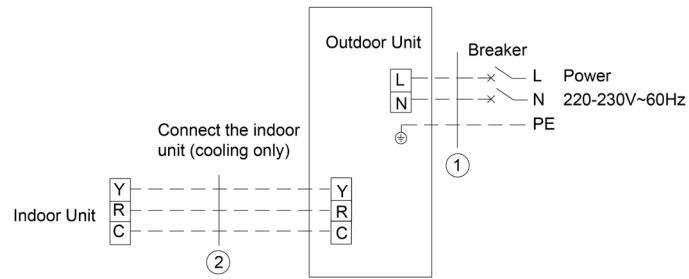 Outdoor Unit
Breaker
L L Power
N N 220-230V~60Hz
PE
1
Connect the indoor
unit (cooling only)
Indoor Unit
Y Y
R R
C C
2